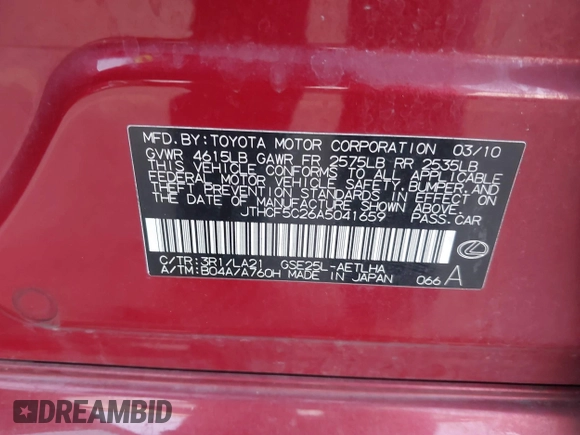 MFD.BY: TOYOTA MOTOR CORPORATION 03/10
GVWR 4615LB GAWR FR 2575LB RR 2535LB
THIS VEHICLE CONFORMS TO ALL APPLICABLE
FEDERAL MOTOR VEHICLE SAFETY, BUMPER, AND
THEFT PREVENTION STANDARDS IN EFFECT ON
THE DATE OF MANUFACTURE SHOWN ABOVE.
JTHCF5C26A5041659 PASS.CAR
C/TR: 3R1/LA21 GSE25L-AETLHA
A/TM: B04A/A760H MADE IN JAPAN 066 A
DREAMBID